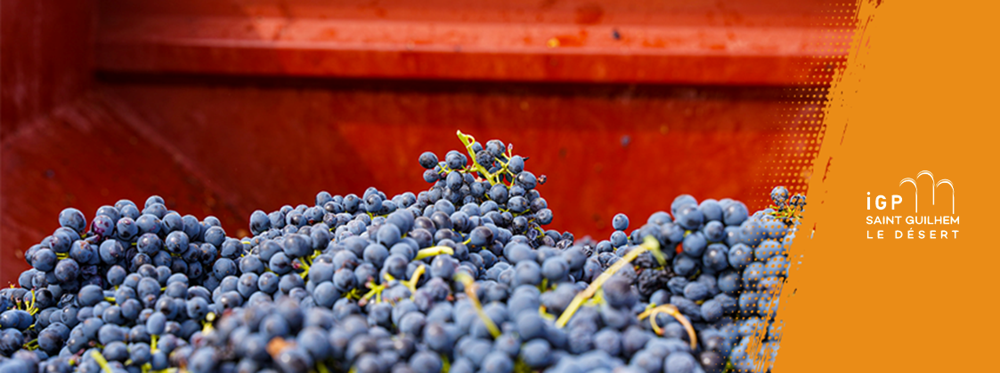 iGP
SAINT GUILHEM
LE DÉSERT